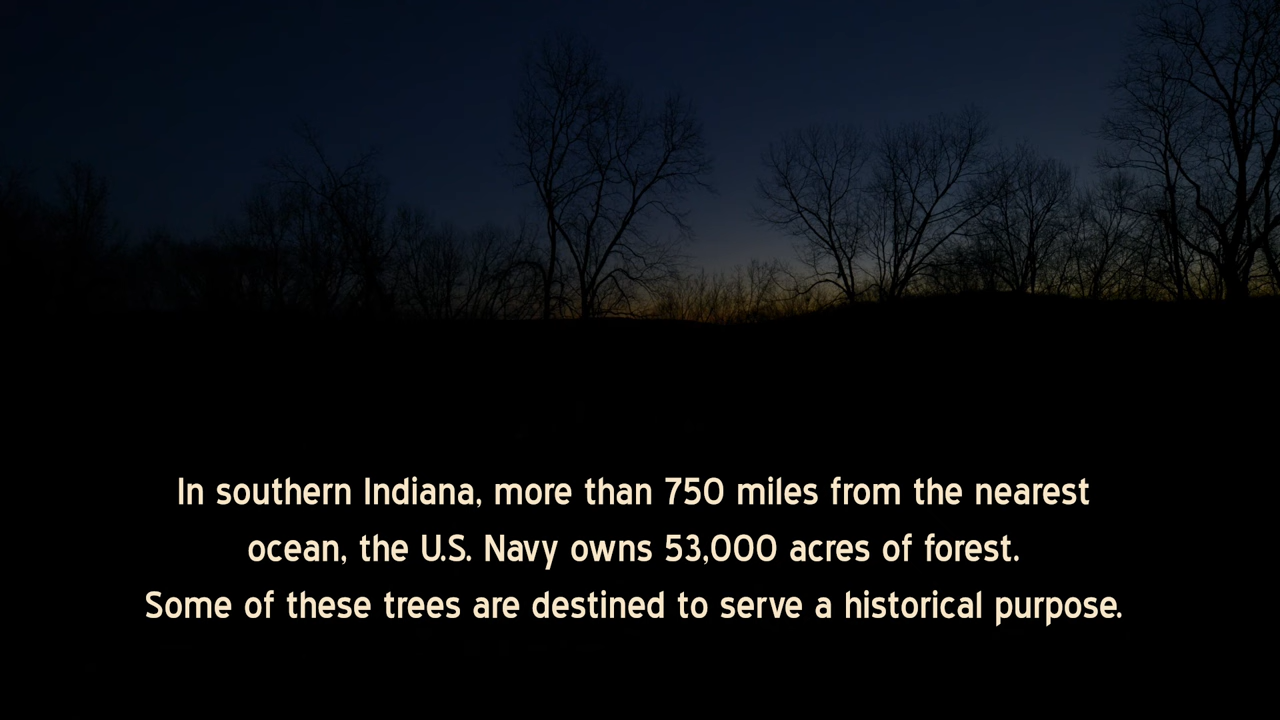 In southern Indiana, more than 750 miles from the nearest
ocean, the U.S. Navy owns 53,000 acres of forest.
Some of these trees are destined to serve a historical purpose.